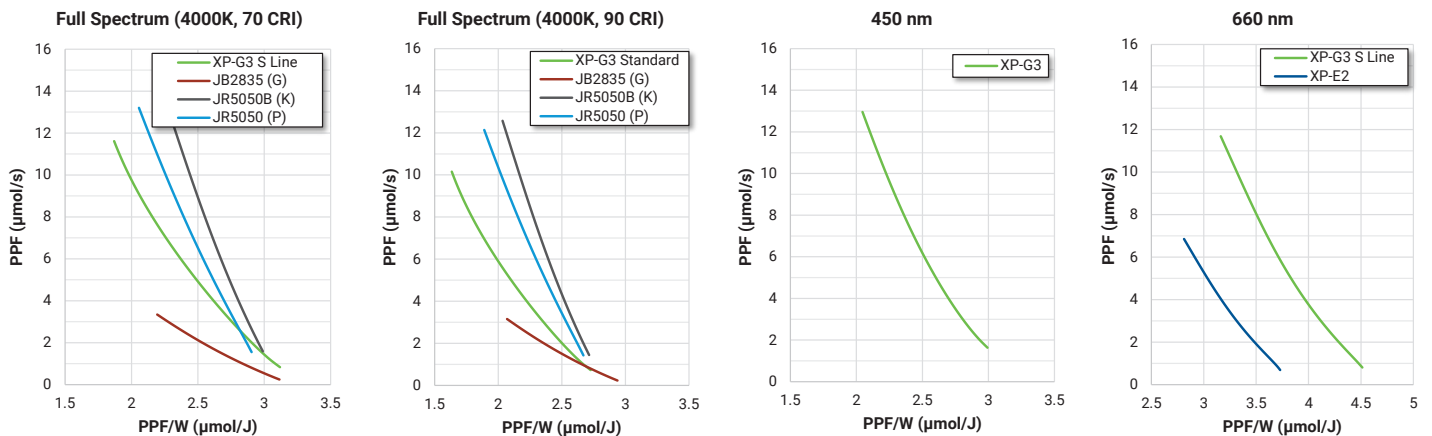 Full Spectrum (4000K, 70 CRI)
16
14
12
10
8
6
4
2
0
1.5
2
2.5
3
3.5
PPF (µmol/s)
PPF/W (µmol/J)
XP-G3 S Line
JB2835 (G)
JR5050B (K)
JR5050 (P)
Full Spectrum (4000K, 90 CRI)
16
14
12
10
8
6
4
2
0
1.5
2
2.5
3
3.5
PPF (µmol/s)
PPF/W (µmol/J)
XP-G3 Standard
JB2835 (G)
JR5050B (K)
JR5050 (P)
450 nm
16
14
12
10
8
6
4
2
0
1.5
2
2.5
3
3.5
PPF (µmol/s)
PPF/W (µmol/J)
XP-G3
660 nm
16
14
12
10
8
6
4
2
0
2.5
3
3.5
4
4.5
5
PPF (µmol/s)
PPF/W (µmol/J)
XP-G3 S Line
XP-E2